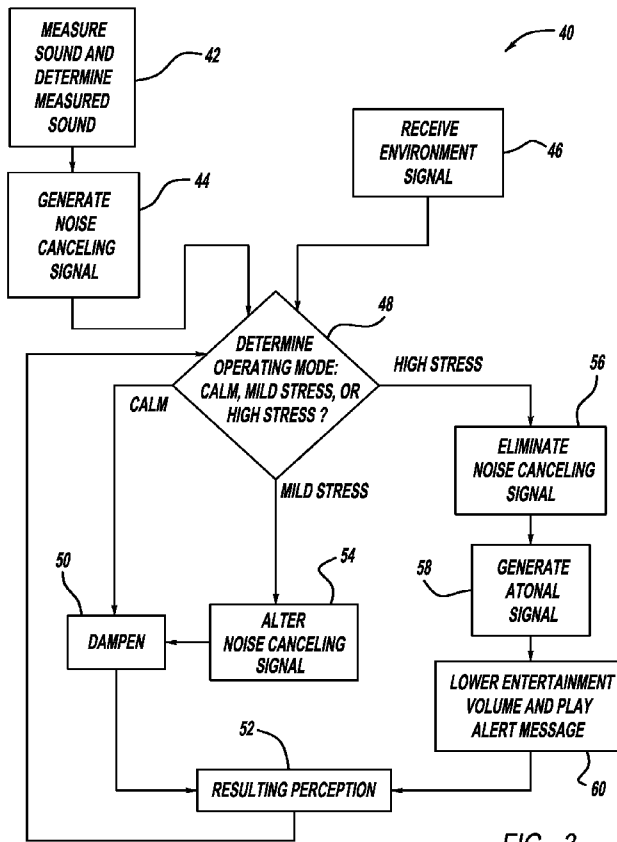 MEASURE
SOUND AND
DETERMINE
MEASURED
SOUND
42
40
RECEIVE
ENVIRONMENT
SIGNAL
46
GENERATE
NOISE
CANCELING
SIGNAL
44
48
DETERMINE
OPERATING MODE:
CALM, MILD STRESS, OR
HIGH STRESS ?
CALM
HIGH STRESS
MILD STRESS
56
ELIMINATE
NOISE CANCELING
SIGNAL
50
DAMPEN
54
ALTER
NOISE CANCELING
SIGNAL
58
GENERATE
ATONAL
SIGNAL
LOWER ENTERTAINMENT
VOLUME AND PLAY
ALERT MESSAGE
60
52
RESULTING PERCEPTION